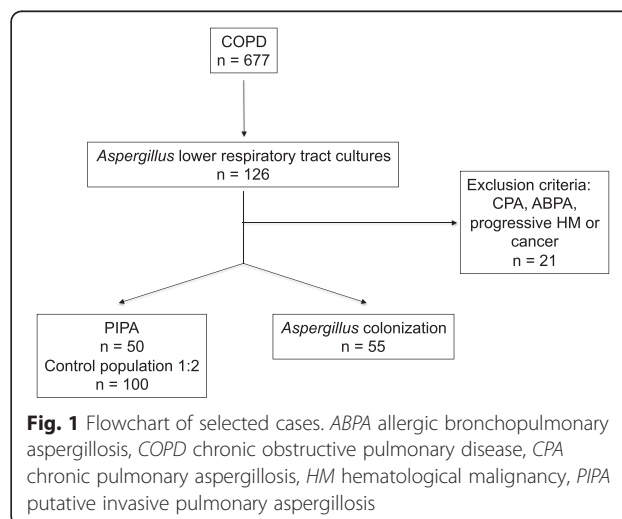 COPD
n = 677
Aspergillus lower respiratory tract cultures
n = 126
Exclusion criteria:
CPA, ABPA,
progressive HM or
cancer
n = 21
PIPA
n = 50
Control population 1:2
n = 100
Aspergillus colonization
n = 55
Fig. 1 Flowchart of selected cases. ABPA allergic bronchopulmonary
aspergillosis, COPD chronic obstructive pulmonary disease, CPA
chronic pulmonary aspergillosis, HM hematological malignancy, PIPA
putative invasive pulmonary aspergillosis